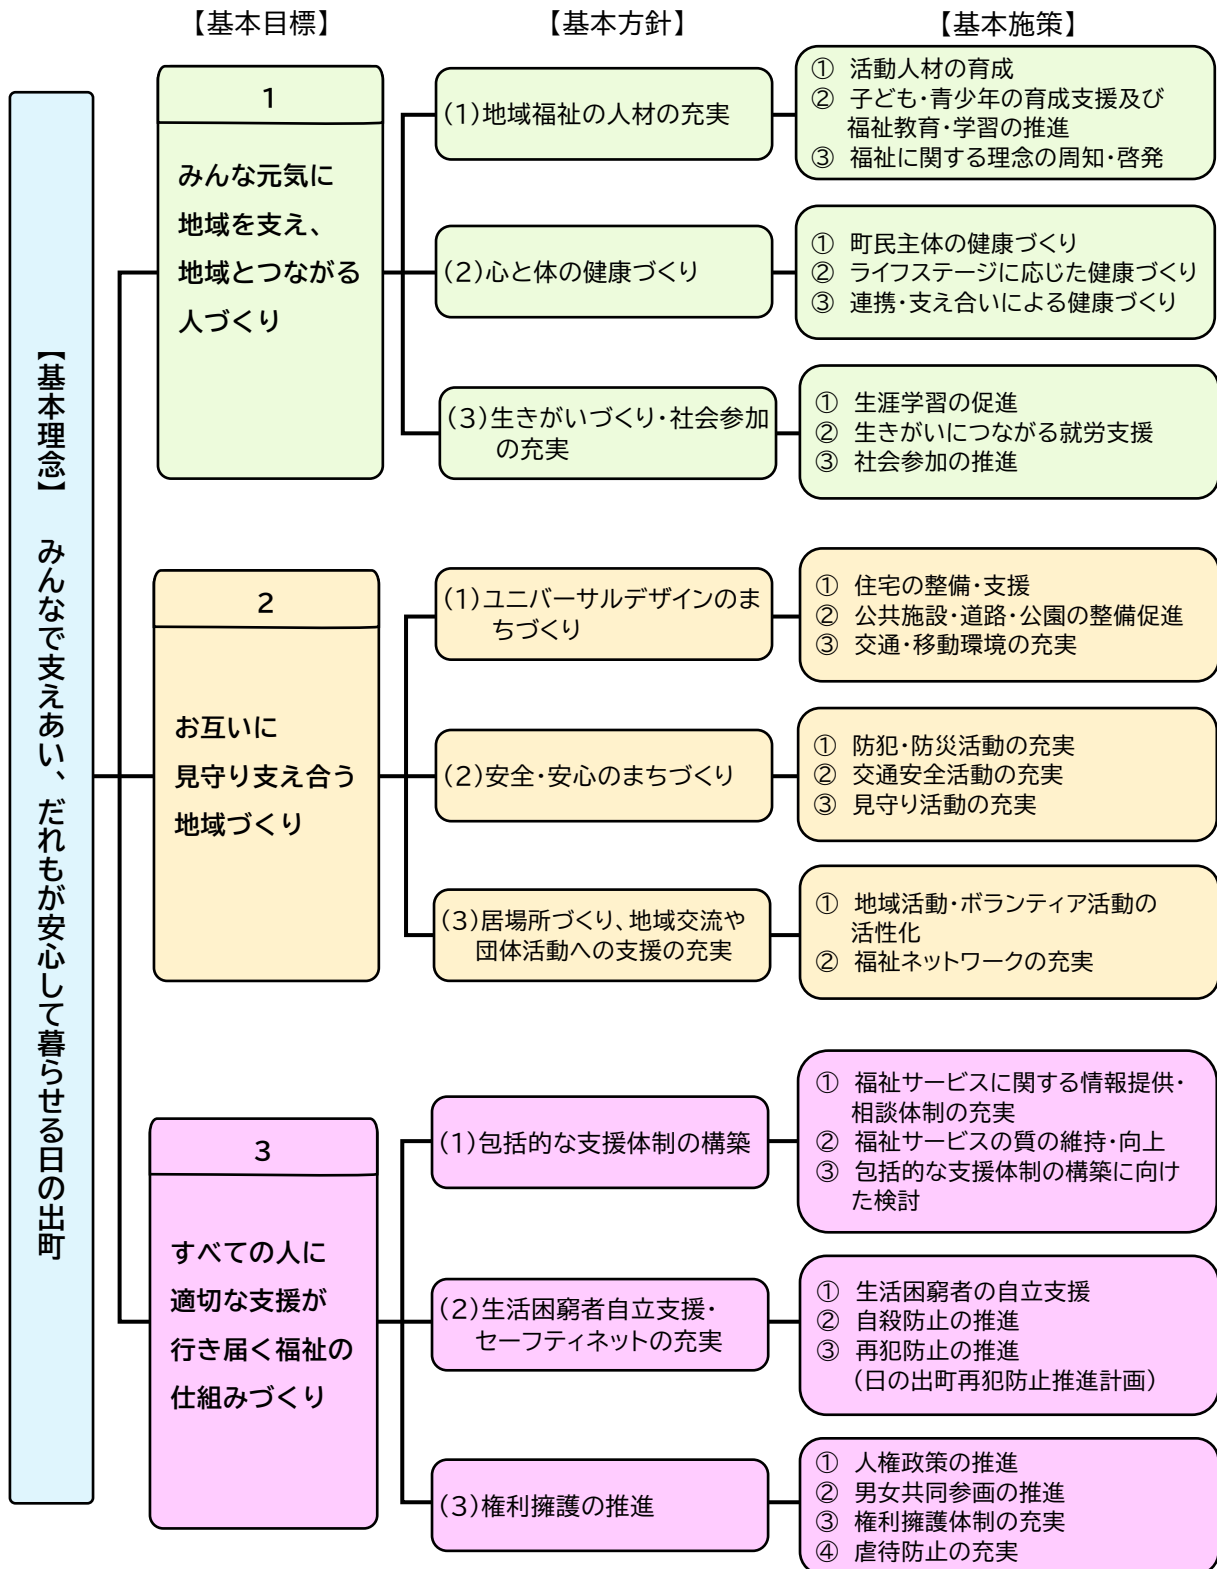 【基本目標】
【基本方針】
【基本施策】
【基本理念】 みんなで支えあい、だれもが安心して暮らせる日の出町
1
みんな元気に
地域を支え、
地域とつながる
人づくり
(1)地域福祉の人材の充実
① 活動人材の育成
② 子ども・青少年の育成支援及び
福祉教育・学習の推進
③ 福祉に関する理念の周知・啓発
(2)心と体の健康づくり
① 町民主体の健康づくり
② ライフステージに応じた健康づくり
③ 連携・支え合いによる健康づくり
(3)生きがいづくり・社会参加
の充実
① 生涯学習の促進
② 生きがいにつながる就労支援
③ 社会参加の推進
2
お互いに
見守り支え合う
地域づくり
(1)ユニバーサルデザインのま
ちづくり
① 住宅の整備・支援
② 公共施設・道路・公園の整備促進
③ 交通・移動環境の充実
(2)安全・安心のまちづくり
① 防犯・防災活動の充実
② 交通安全活動の充実
③ 見守り活動の充実
(3)居場所づくり、地域交流や
団体活動への支援の充実
① 地域活動・ボランティア活動の
活性化
② 福祉ネットワークの充実
3
すべての人に
適切な支援が
行き届く福祉の
仕組みづくり
(1)包括的な支援体制の構築
① 福祉サービスに関する情報提供・
相談体制の充実
② 福祉サービスの質の維持・向上
③ 包括的な支援体制の構築に向け
た検討
(2)生活困窮者自立支援・
セーフティネットの充実
① 生活困窮者の自立支援
② 自殺防止の推進
③ 再犯防止の推進
(日の出町再犯防止推進計画)
(3)権利擁護の推進
① 人権政策の推進
② 男女共同参画の推進
③ 権利擁護体制の充実
④ 虐待防止の充実